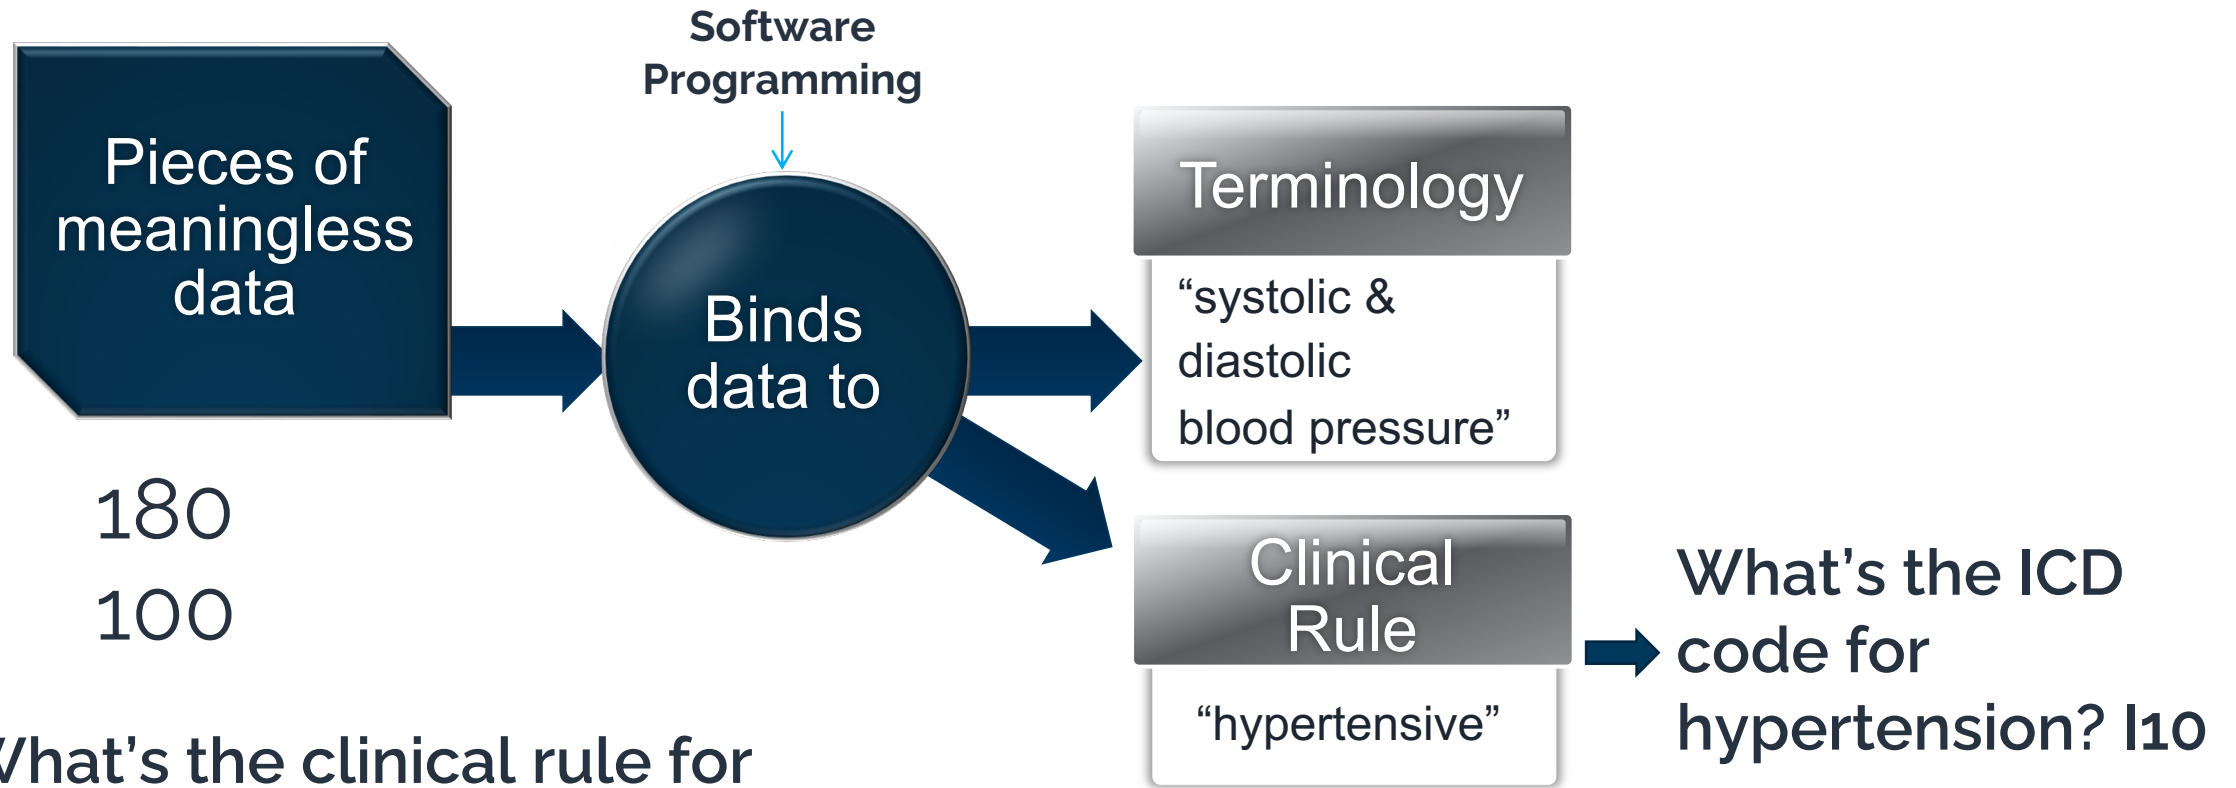 Software
Programming
Pieces of
meaningless
data
Binds
data to
Terminology
“systolic &
diastolic
blood pressure”
180
100
Clinical
Rule
“hypertensive”
What’s the ICD
code for
hypertension? I10
What’s the clinical rule for